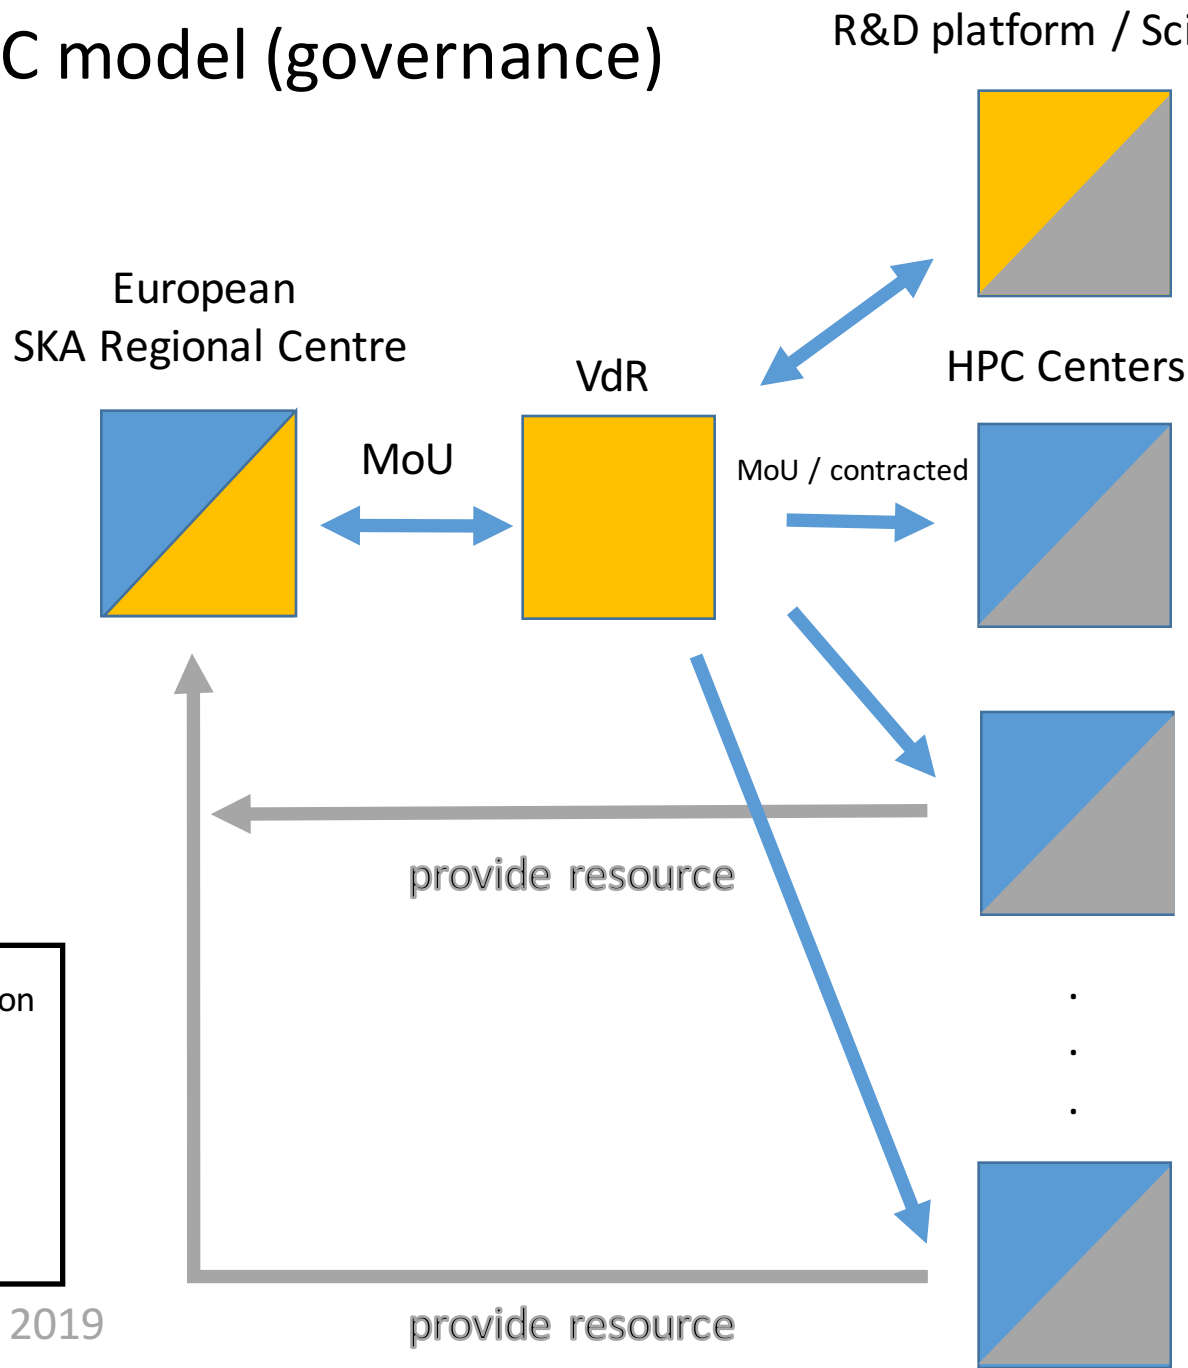 C model (governance)
R&D platform / Sci
European
SKA Regional Centre
VdR
HPC Centers
MoU
MoU / contracted
provide resource
on
.
.
.
2019
provide resource